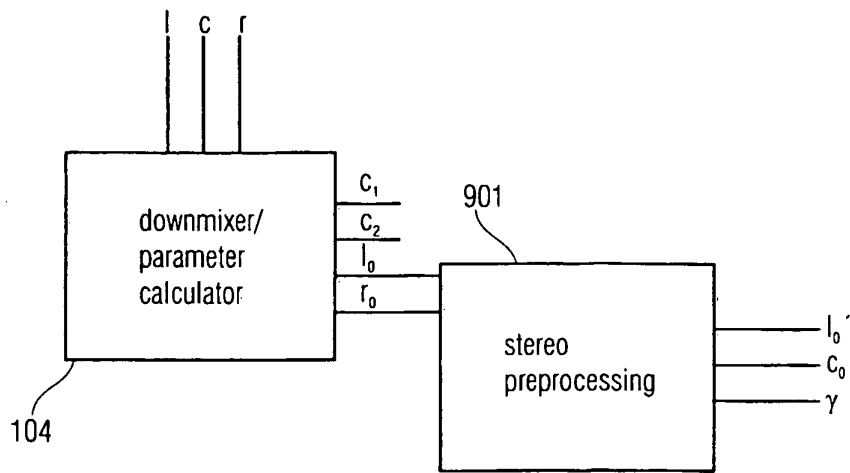 l c r
downmixer/
parameter
calculator
c₁
c₂
l₀
r₀
901
stereo
preprocessing
l₀´
c₀
γ
104